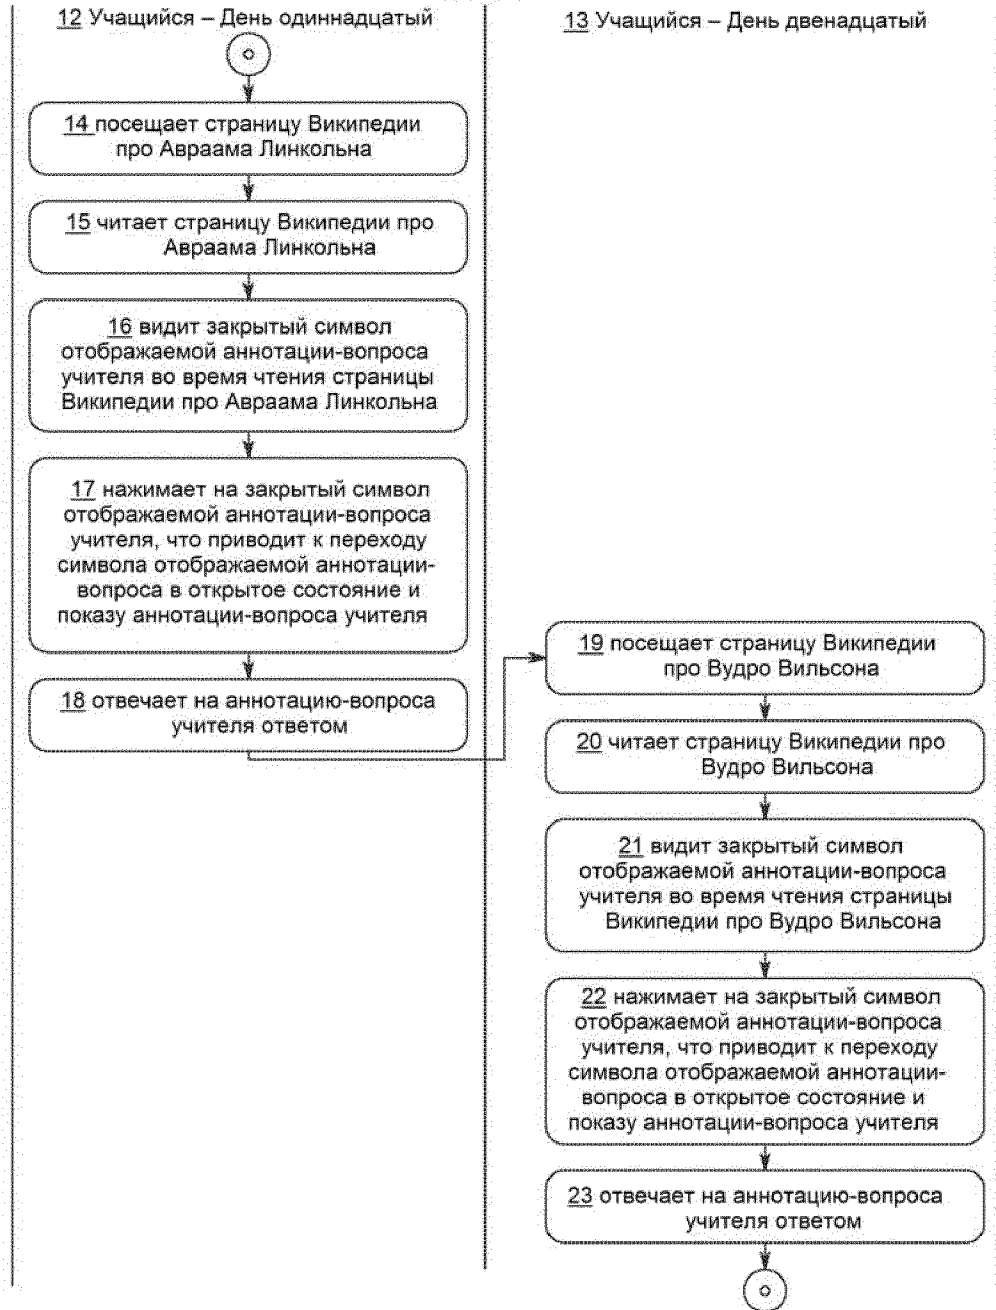 12 Учащийся – День одиннадцатый
14 посещает страницу Википедии
про Авраама Линкольна
15 читает страницу Википедии про
Авраама Линкольна
16 видит закрытый символ
отображаемой аннотации-вопроса
учителя во время чтения страницы
Википедии про Авраама Линкольна
17 нажимает на закрытый символ
отображаемой аннотации-вопроса
учителя, что приводит к переходу
символа отображаемой аннотации-
вопроса в открытое состояние и
показу аннотации-вопроса учителя
18 отвечает на аннотацию-вопроса
учителя ответом
13 Учащийся – День двенадцатый
19 посещает страницу Википедии
про Вудро Вильсона
20 читает страницу Википедии про
Вудро Вильсона
21 видит закрытый символ
отображаемой аннотации-вопроса
учителя во время чтения страницы
Википедии про Вудро Вильсона
22 нажимает на закрытый символ
отображаемой аннотации-вопроса
учителя, что приводит к переходу
символа отображаемой аннотации-
вопроса в открытое состояние и
показу аннотации-вопроса учителя
23 отвечает на аннотацию-вопроса
учителя ответом